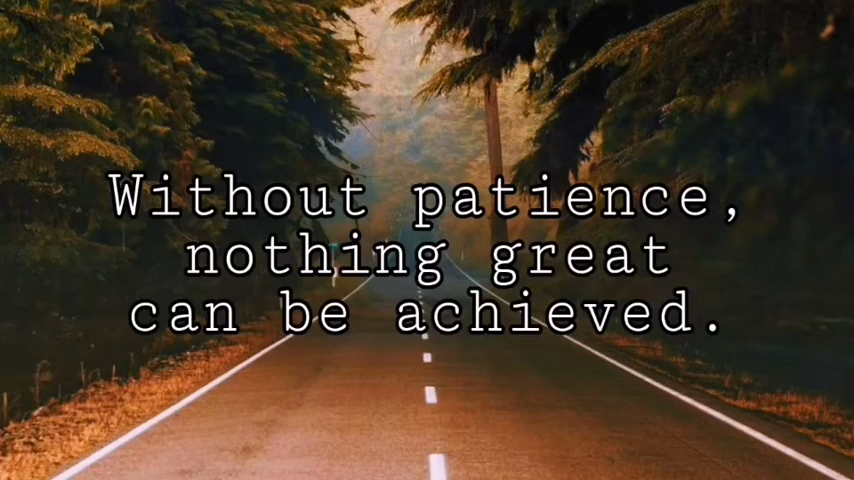 Without patience,
nothing great
can be achieved.